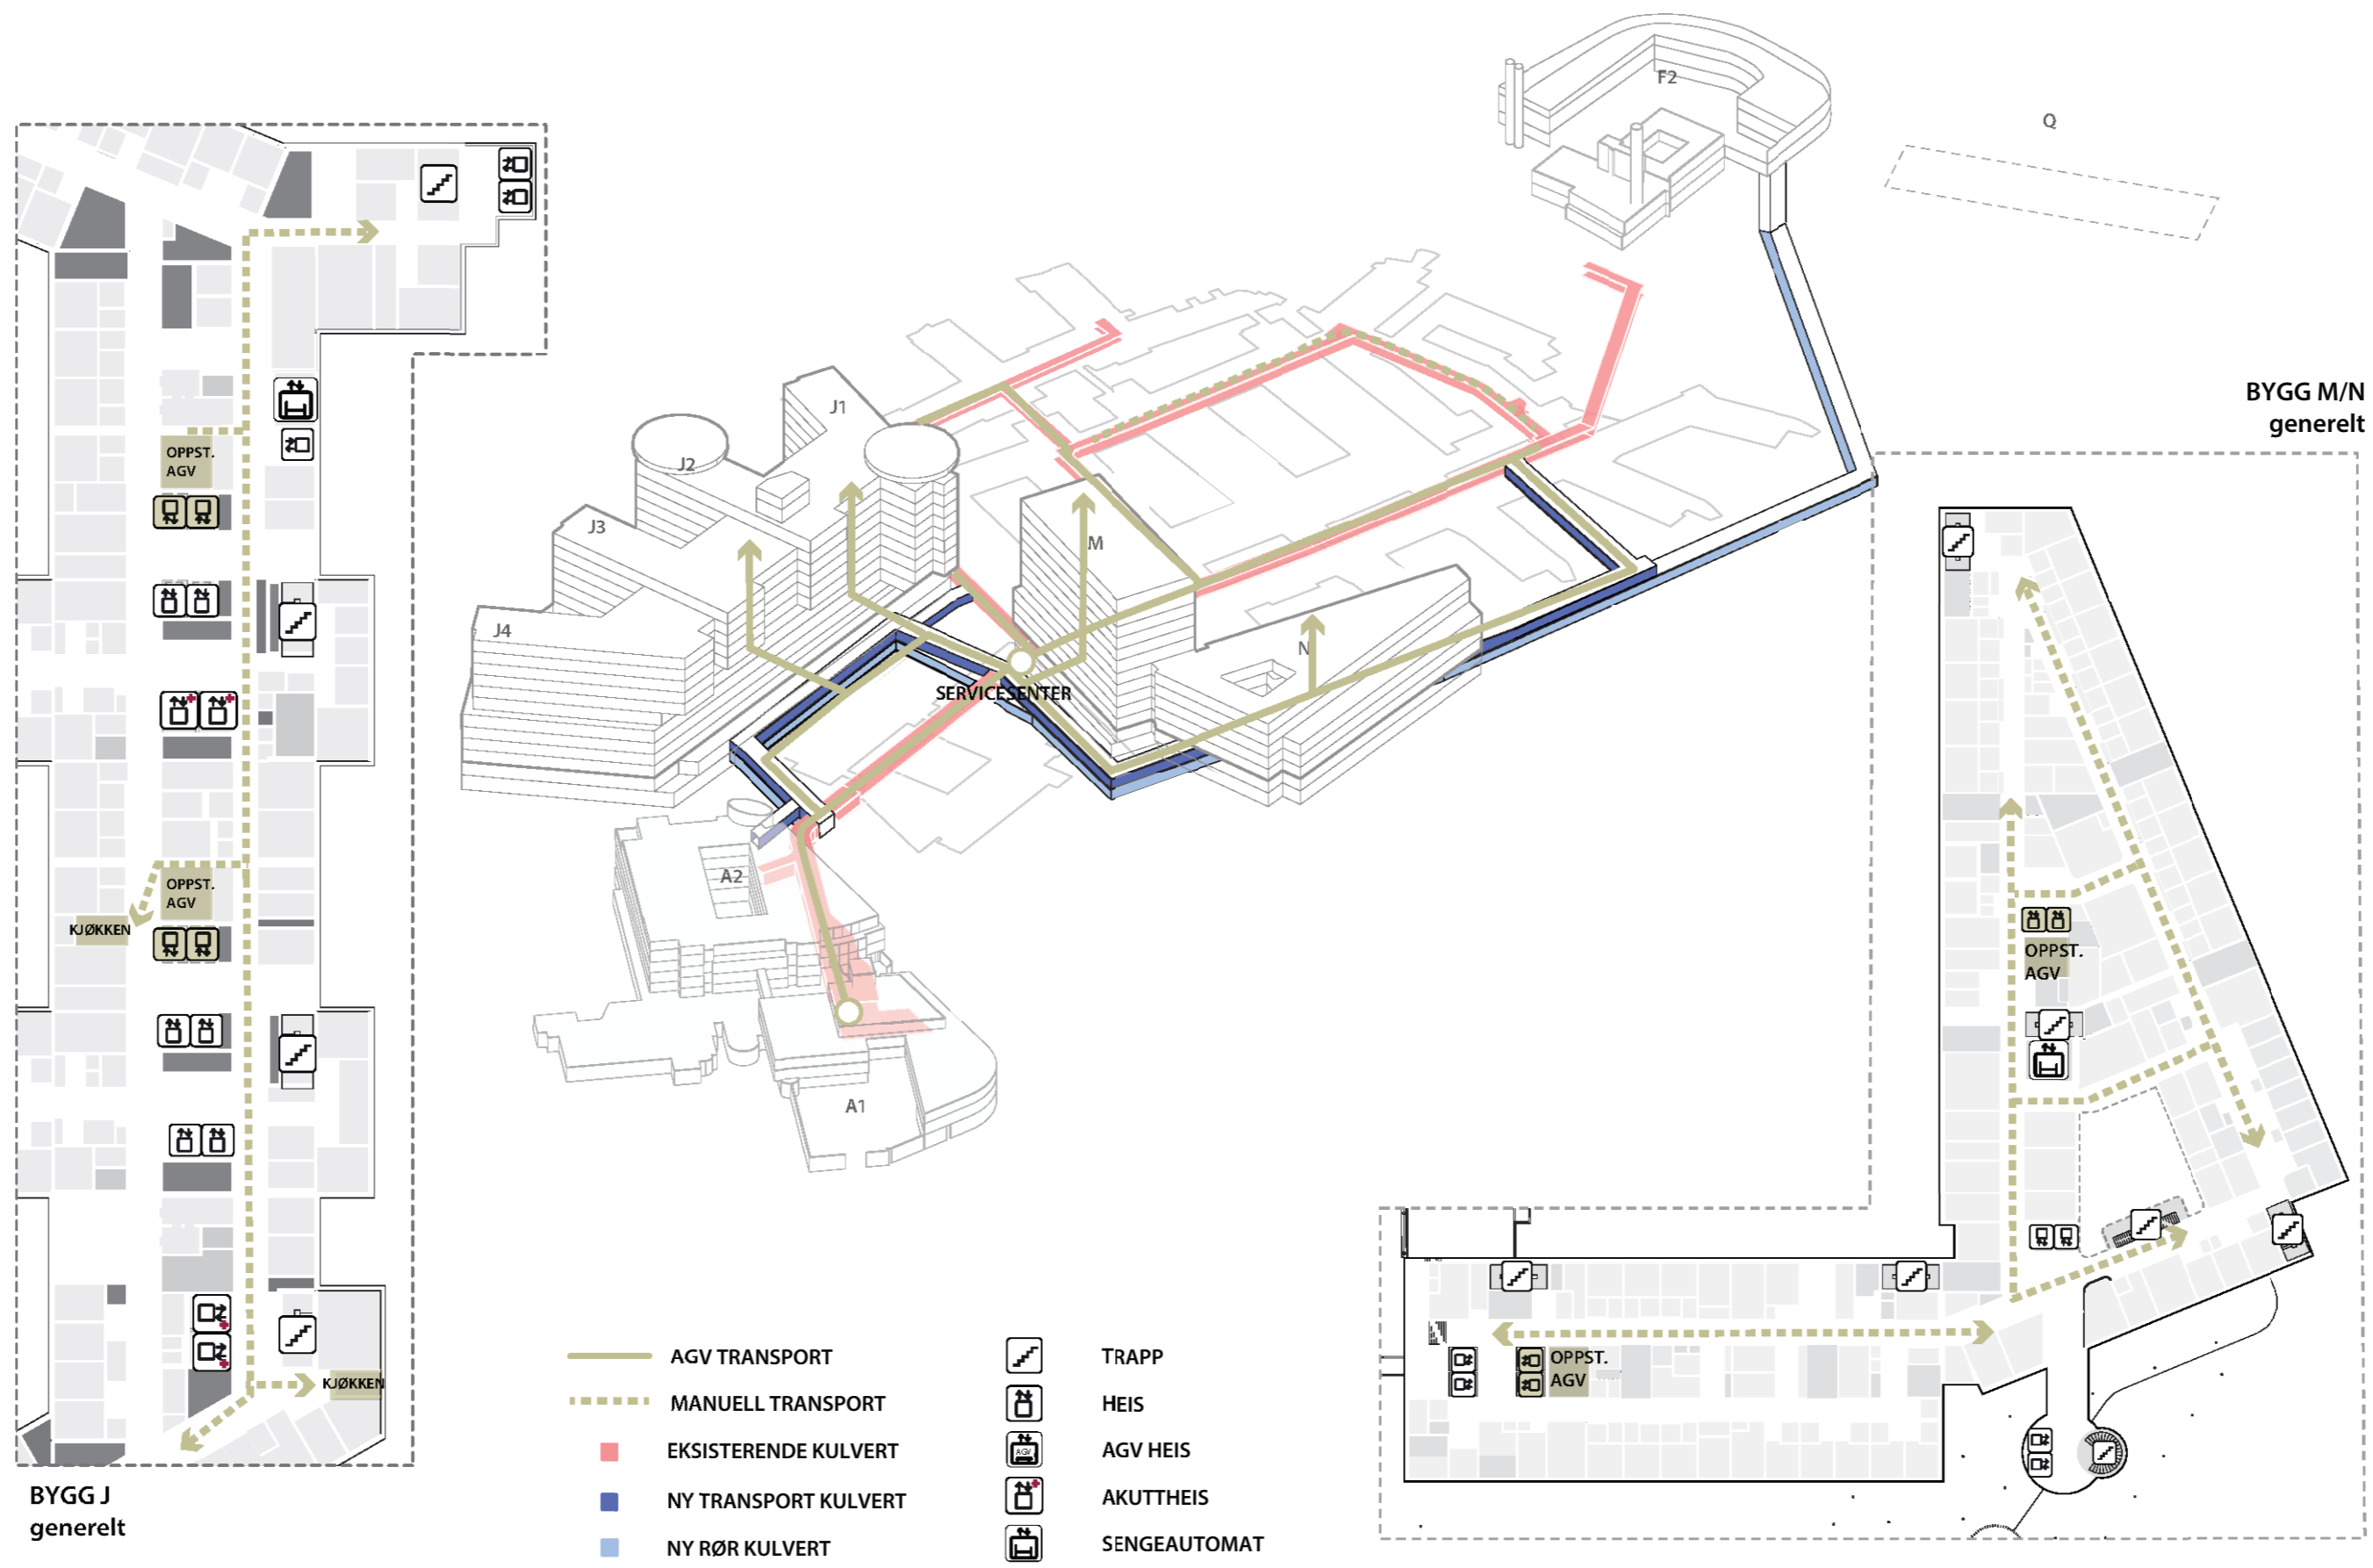 F2
Q
BYGG M/N
generelt
J1
J2
J3
J4
M
N
SERVICESENTER
A2
A1
OPPST.
AGV
OPPST.
AGV
KJØKKEN
KJØKKEN
BYGG J
generelt
OPPST.
AGV
OPPST.
AGV
AGV TRANSPORT
MANUELL TRANSPORT
EKSISTERENDE KULVERT
NY TRANSPORT KULVERT
NY RØR KULVERT
TRAPP
HEIS
AGV
AGV HEIS
AKUTTHEIS
SENGEAUTOMAT